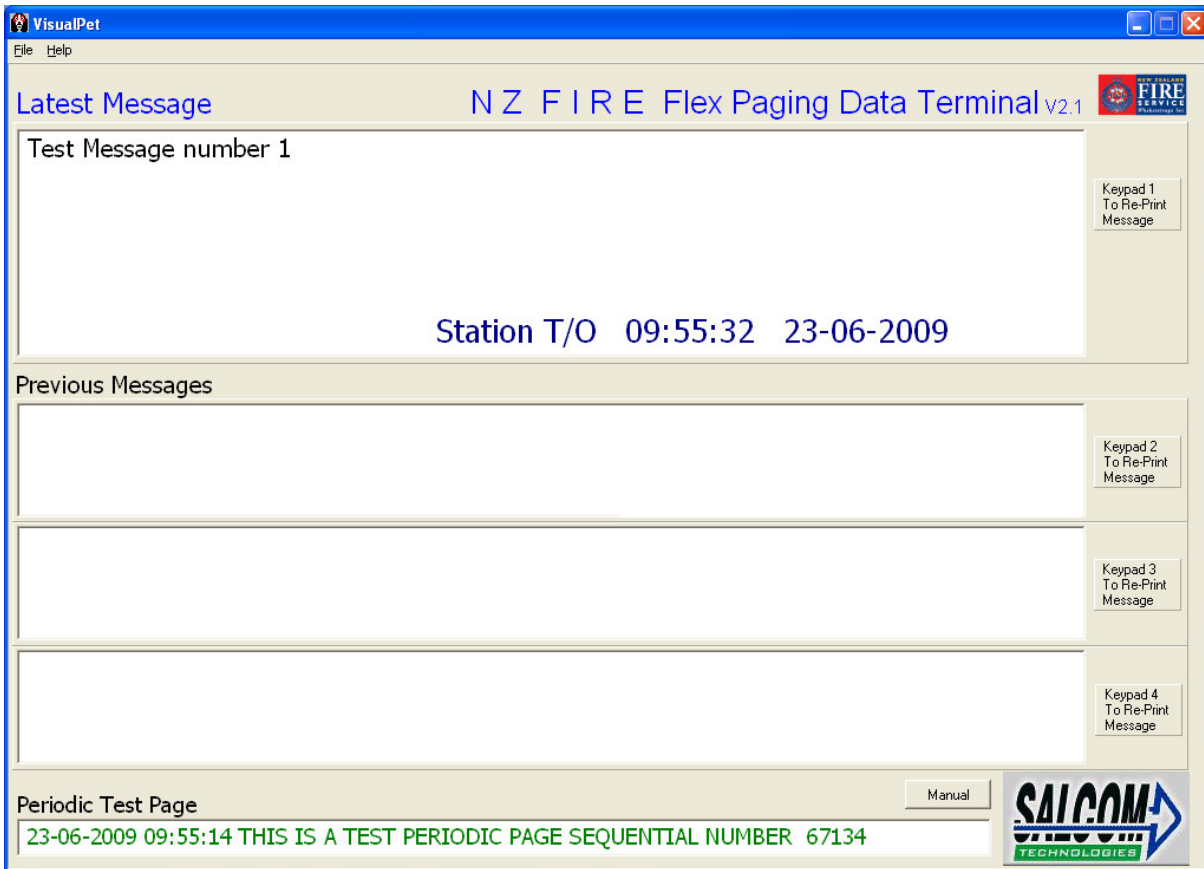 VisualPet
File Help
Latest Message
N Z F I R E Flex Paging Data Terminal V2.1
NEW ZEALAND
FIRE
SERVICE
Test Message number 1
Keypad 1
To Re-Print
Message
Station T/O 09:55:32 23-06-2009
Previous Messages
Keypad 2
To Re-Print
Message
Keypad 3
To Re-Print
Message
Keypad 4
To Re-Print
Message
Periodic Test Page
Manual
23-06-2009 09:55:14 THIS IS A TEST PERIODIC PAGE SEQUENTIAL NUMBER 67134
SALCOM
TECHNOLOGIES